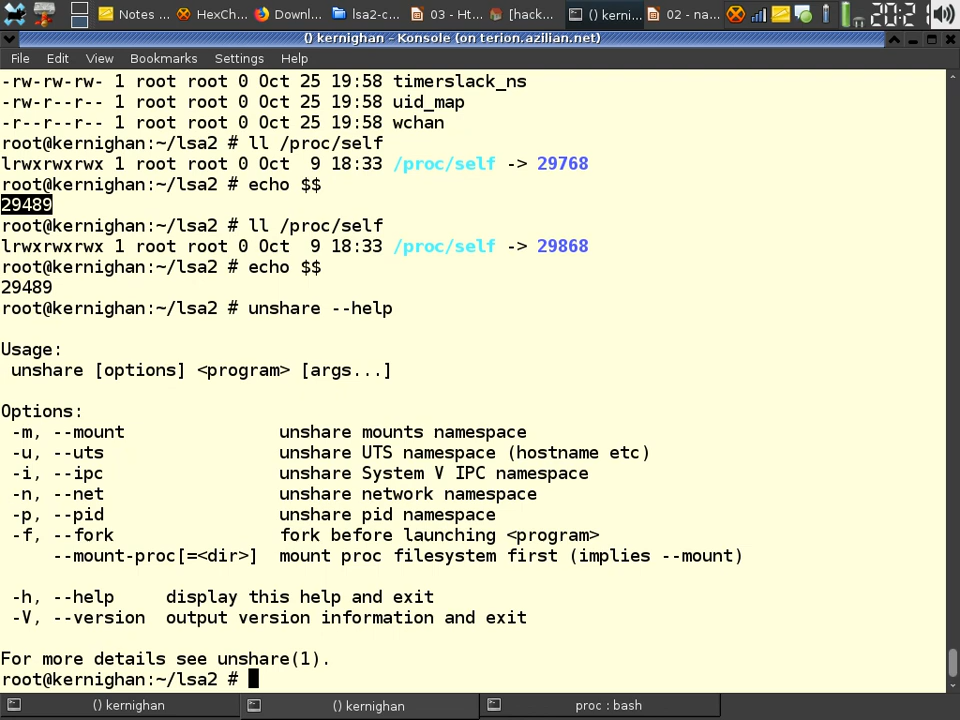 Notes ...
HexCh...
Downl...
lsa2-c...
03 - Ht...
[hack...
() kerni...
02 - na...
() kernighan - Konsole (on terion.azilian.net)
File Edit View Bookmarks Settings Help
-rw-rw-rw- 1 root root 0 Oct 25 19:58 timerslack_ns
-rw-r--r-- 1 root root 0 Oct 25 19:58 uid_map
-r--r--r-- 1 root root 0 Oct 25 19:58 wchan
root@kernighan:~/lsa2 # ll /proc/self
lrwxrwxrwx 1 root root 0 Oct  9 18:33 /proc/self -> 29768
root@kernighan:~/lsa2 # echo $$
29489
root@kernighan:~/lsa2 # ll /proc/self
lrwxrwxrwx 1 root root 0 Oct  9 18:33 /proc/self -> 29868
root@kernighan:~/lsa2 # echo $$
29489
root@kernighan:~/lsa2 # unshare --help
Usage:
 unshare [options] <program> [args...]
Options:
 -m, --mount               unshare mounts namespace
 -u, --uts                 unshare UTS namespace (hostname etc)
 -i, --ipc                 unshare System V IPC namespace
 -n, --net                 unshare network namespace
 -p, --pid                 unshare pid namespace
 -f, --fork                fork before launching <program>
     --mount-proc[=<dir>]  mount proc filesystem first (implies --mount)
 -h, --help     display this help and exit
 -V, --version  output version information and exit
For more details see unshare(1).
root@kernighan:~/lsa2 #
() kernighan
() kernighan
proc : bash